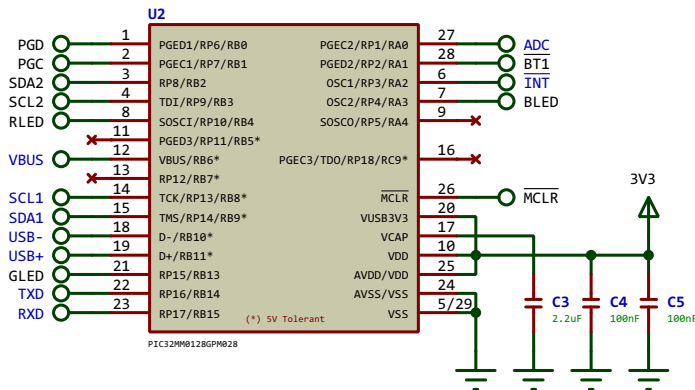 U2
PGD 1 PGED1/RP6/RB0 PGEC2/RP1/RA0 27 ADC
PGC 2 PGEC1/RP7/RB1 PGED2/RP2/RA1 28 BT1
SDA2 3 RP8/RB2 OSC1/RP3/RA2 6 INT
SCL2 4 TDI/RP9/RB3 OSC2/RP4/RA3 7 BLED
RLED 8 SOSCI/RP10/RB4 SOSCO/RP5/RA4 9
11 PGED3/RP11/RB5*
VBUS 12 VBUS/RB6* PGEC3/TDO/RP18/RC9* 16
13 RP12/RB7*
3V3
SCL1 14 TCK/RP13/RB8* MCLR 26 MCLR
SDA1 15 TMS/RP14/RB9* VUSB3V3 20
USB- 18 D-/RB10* VCAP 17
USB+ 19 D+/RB11* VDD 10
GLED 21 RP15/RB13 AVDD/VDD 25
TXD 22 RP16/RB14 AVSS/VSS 24
RXD 23 RP17/RB15 VSS 5/29
(*) 5V Tolerant
C3 C4 C5
2.2uF 100nF 100nF
PIC32MM0128GPM028